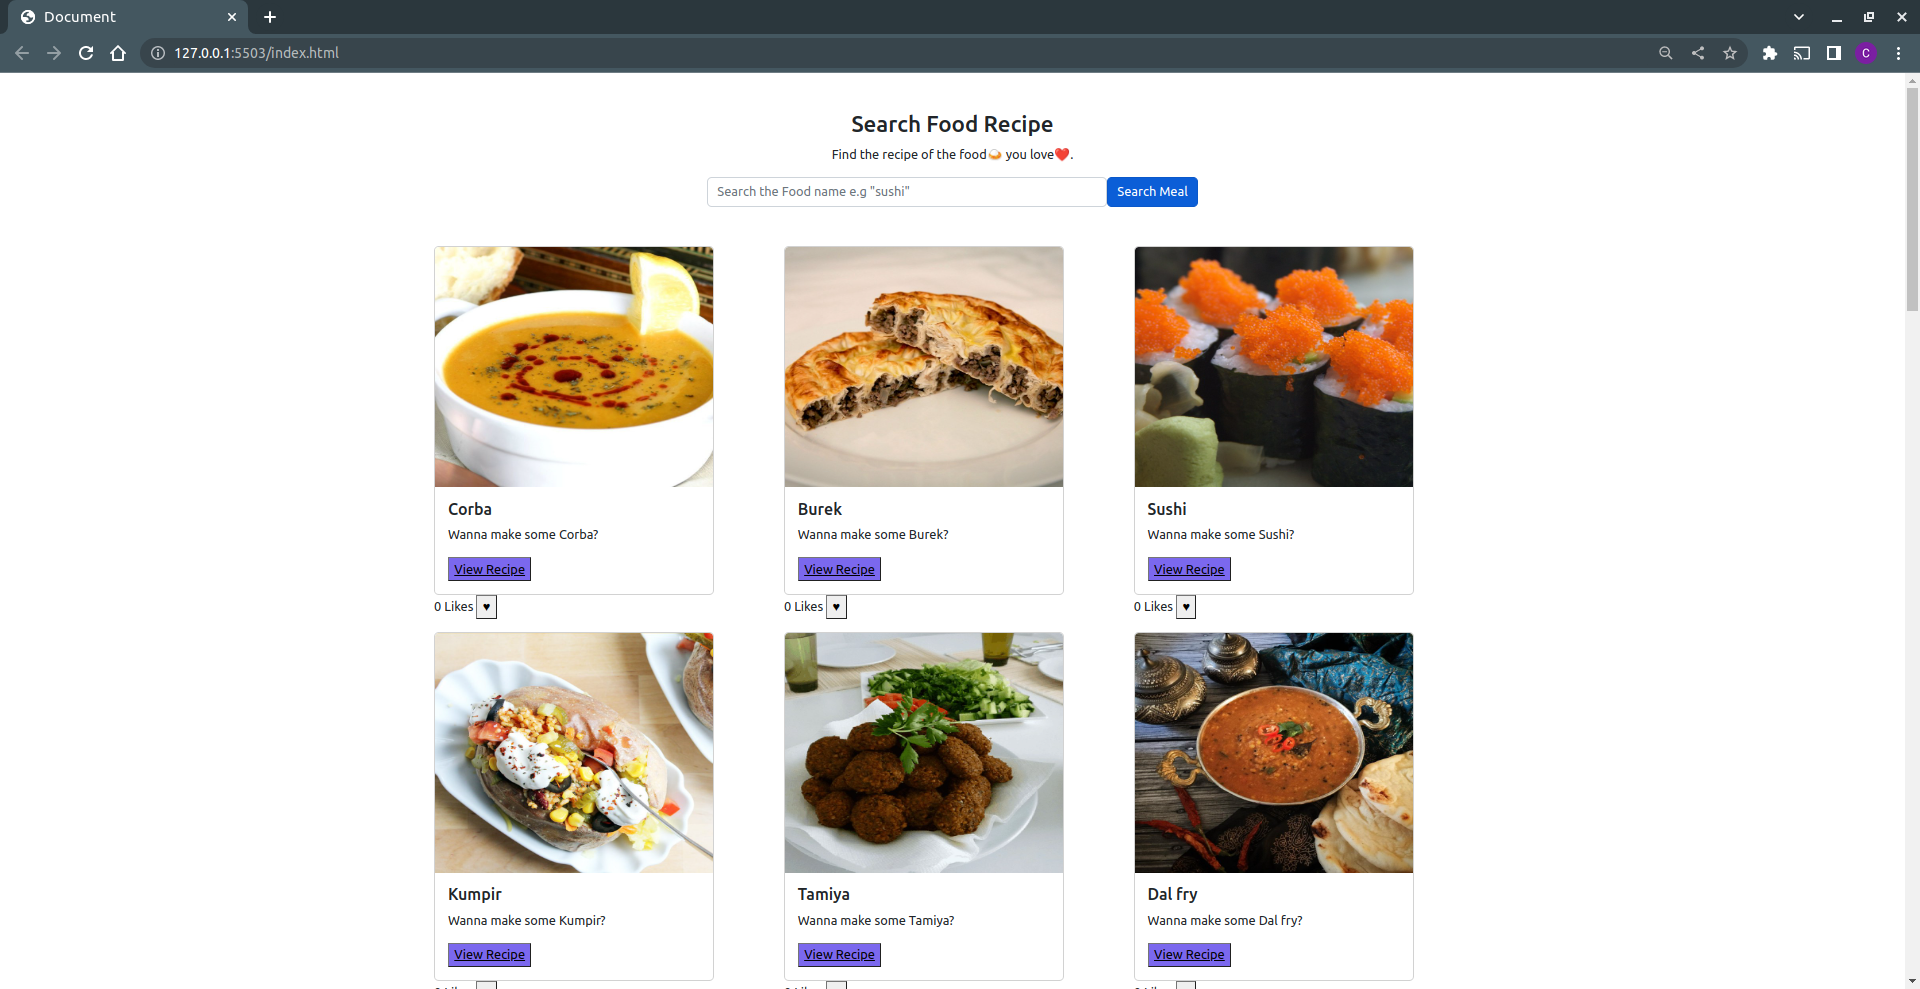 Document
127.0.0.1:5503/index.html
C
Search Food Recipe
Find the recipe of the food🍛 you love❤️.
Search the Food name e.g "sushi" Search Meal
Corba Burek Sushi
Wanna make some Corba? Wanna make some Burek? Wanna make some Sushi?
View Recipe View Recipe View Recipe
0 Likes ♥ 0 Likes ♥ 0 Likes ♥
Kumpir Tamiya Dal fry
Wanna make some Kumpir? Wanna make some Tamiya? Wanna make some Dal fry?
View Recipe View Recipe View Recipe